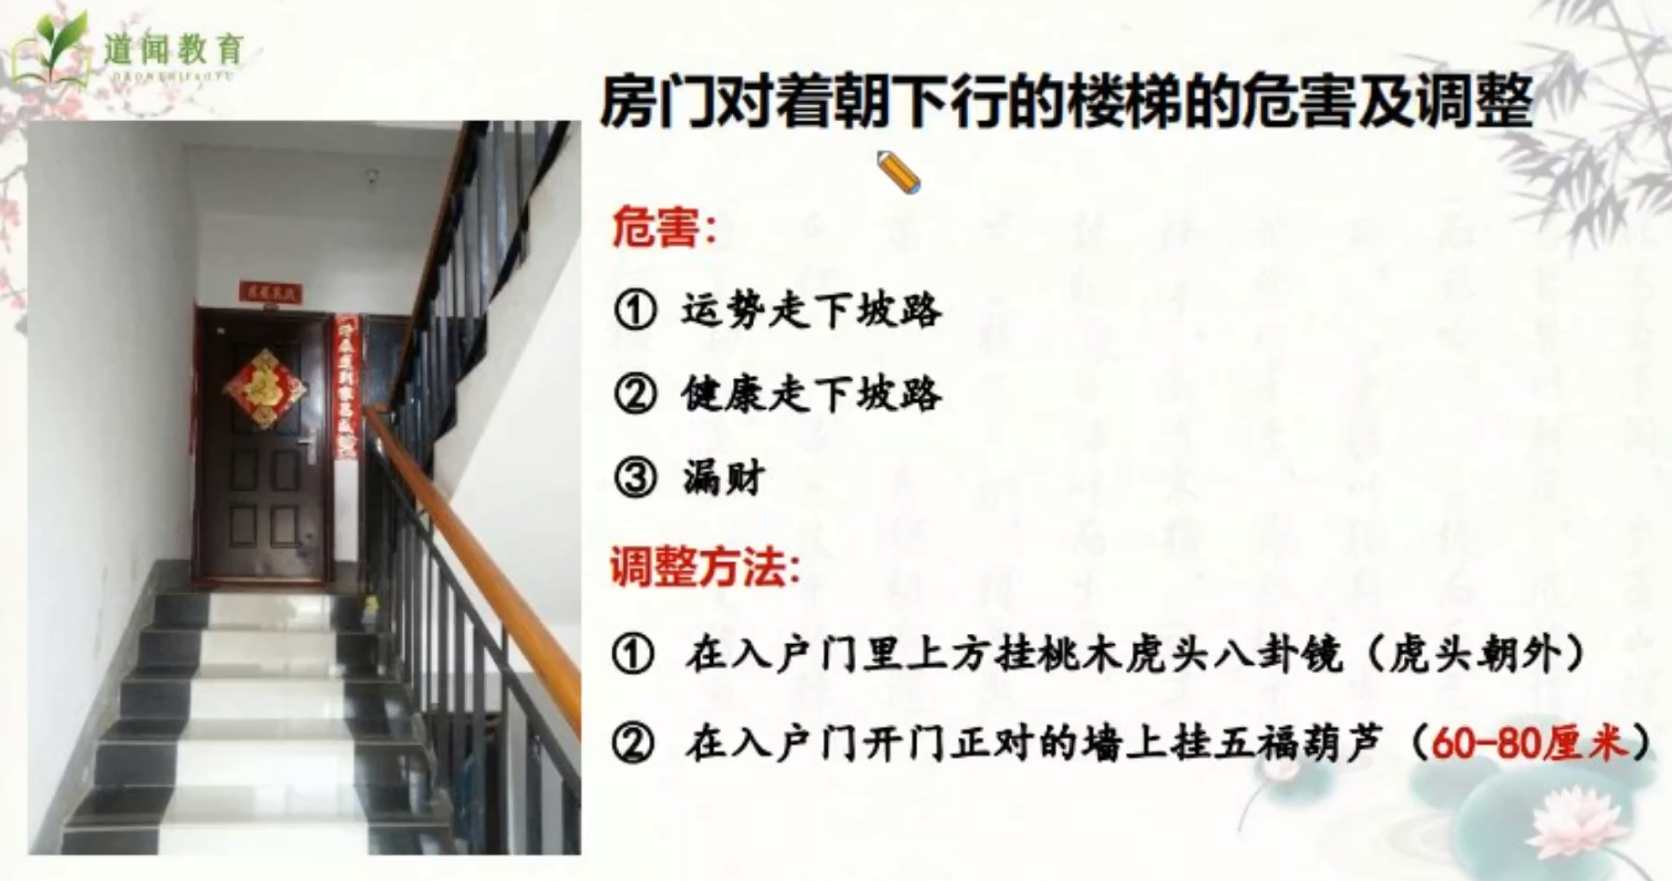 道闻教育
房门对着朝下行的楼梯的危害及调整
危害：
① 运势走下坡路
② 健康走下坡路
③ 漏财
调整方法：
① 在入户门里上方挂桃木虎头八卦镜（虎头朝外）
② 在入户门开门正对的墙上挂五福葫芦（60-80厘米）